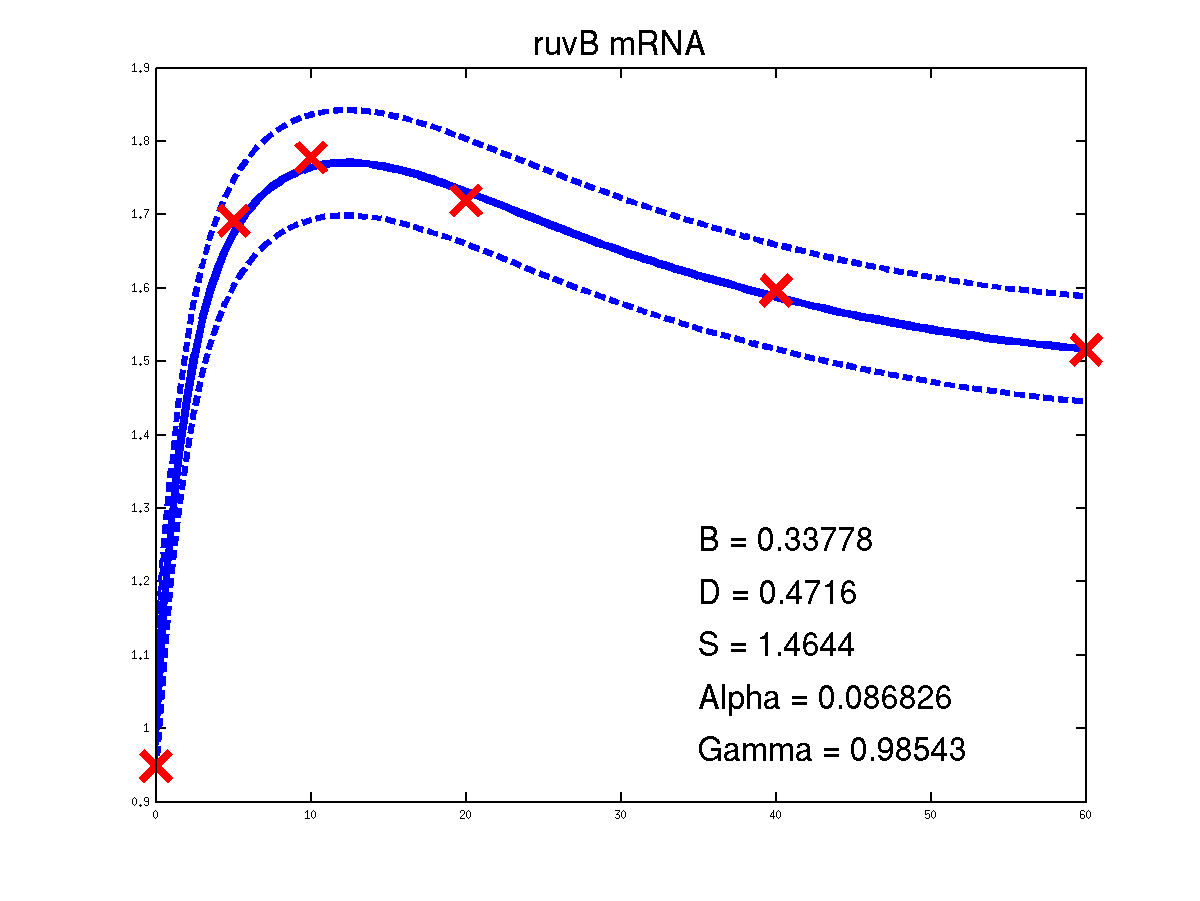 ruvB mRNA
1.9
1.8
1.7
1.6
1.5
1.4
1.3
1.2
1.1
1
0.9
B = 0.33778
D = 0.4716
S = 1.4644
Alpha = 0.086826
Gamma = 0.98543
0 10 20 30 40 50 60